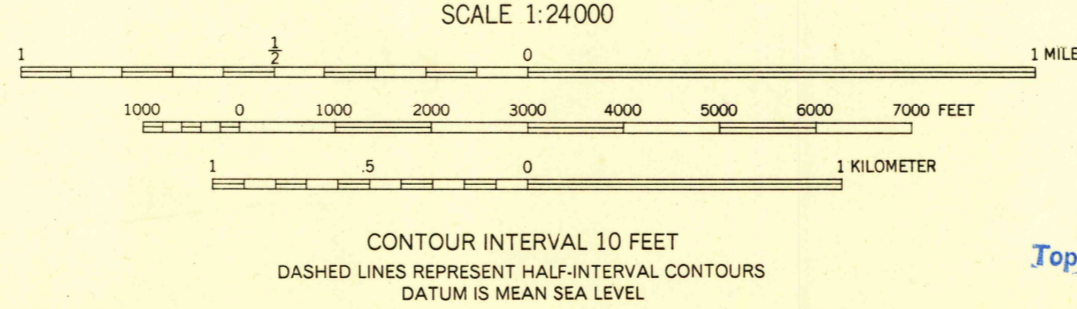 SCALE 1:24000
1 1/2 0 1 MILE
1000 0 1000 2000 3000 4000 5000 6000 7000 FEET
1 .5 0 1 KILOMETER
CONTOUR INTERVAL 10 FEET
DASHED LINES REPRESENT HALF-INTERVAL CONTOURS
DATUM IS MEAN SEA LEVEL
Top